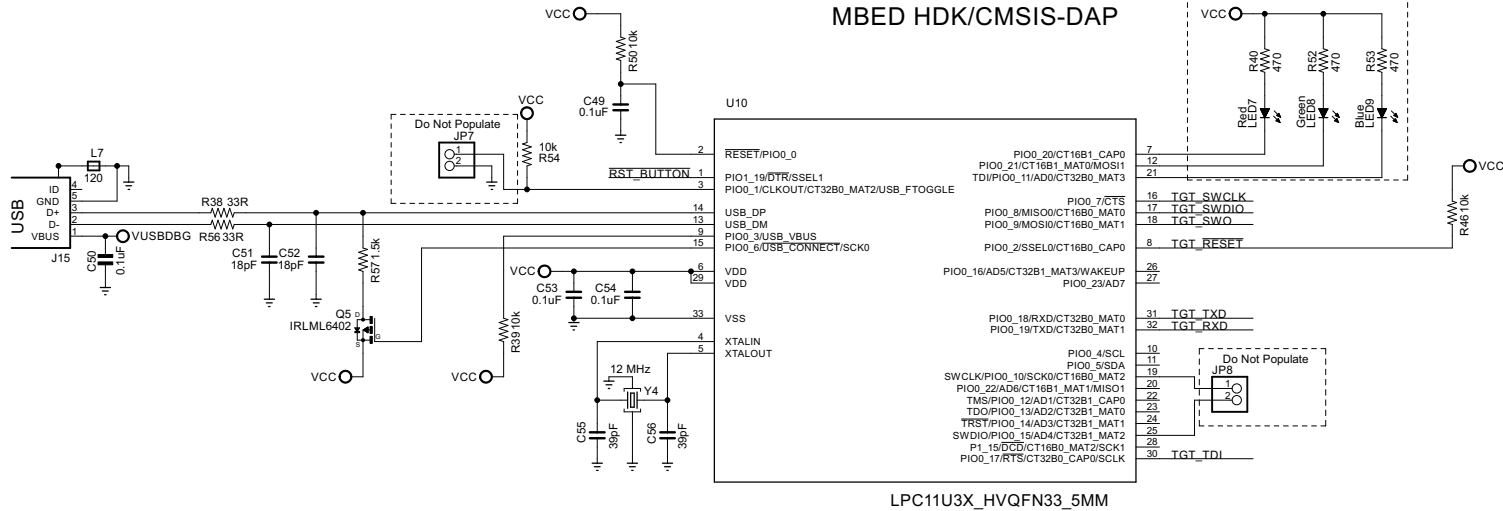 MBED HDK/CMSIS-DAP
VCC
R50 10k
C49
0.1uF
U10
VCC
Do Not Populate
JP7
1
2
10k
R54
L7
120
USB
ID 4
GND 5
D+ 3
D- 2
VBUS 1
J15
R38 33R
R56 33R
VUSBDBG
C50
0.1uF
C51
18pF
C52
18pF
R57 1.5k
Q5
IRLML6402
D
G
S
VCC
R39 10k
VCC
VCC
C53
0.1uF
C54
0.1uF
12 MHz
Y4
C55
39pF
C56
39pF
RST_BUTTON
2 RESET/PIO0_0
1 PIO1_19/DTR/SSEL1
3 PIO0_1/CLKOUT/CT32B0_MAT2/USB_FTOGGLE
14 USB_DP
13 USB_DM
9 PIO0_3/USB_VBUS
15 PIO0_6/USB_CONNECT/SCK0
6 VDD
29 VDD
33 VSS
4 XTALIN
5 XTALOUT
PIO0_20/CT16B1_CAP0 7
PIO0_21/CT16B1_MAT0/MOSI1 12
TDI/PIO0_11/AD0/CT32B0_MAT3 21
PIO0_7/CTS 16 TGT_SWCLK
PIO0_8/MISO0/CT16B0_MAT0 17 TGT_SWDIO
PIO0_9/MOSI0/CT16B0_MAT1 18 TGT_SWO
PIO0_2/SSEL0/CT16B0_CAP0 8 TGT_RESET
PIO0_16/AD5/CT32B1_MAT3/WAKEUP 26
PIO0_23/AD7 27
PIO0_18/RXD/CT32B0_MAT0 31 TGT_TXD
PIO0_19/TXD/CT32B0_MAT1 32 TGT_RXD
PIO0_4/SCL 10
PIO0_5/SDA 11
SWCLK/PIO0_10/SCK0/CT16B0_MAT2 19
PIO0_22/AD6/CT16B1_MAT1/MISO1 20
TMS/PIO0_12/AD1/CT32B1_CAP0 22
TDO/PIO0_13/AD2/CT32B1_MAT0 23
TRST/PIO0_14/AD3/CT32B1_MAT1 24
SWDIO/PIO0_15/AD4/CT32B1_MAT2 25
P1_15/DCD/CT16B0_MAT2/SCK1 28
PIO0_17/RTS/CT32B0_CAP0/SCLK 30 TGT_TDI
LPC11U3X_HVQFN33_5MM
VCC
R40
470
R52
470
R53
470
Red
LED7
Green
LED8
Blue
LED9
VCC
R46 10k
Do Not Populate
JP8
1
2